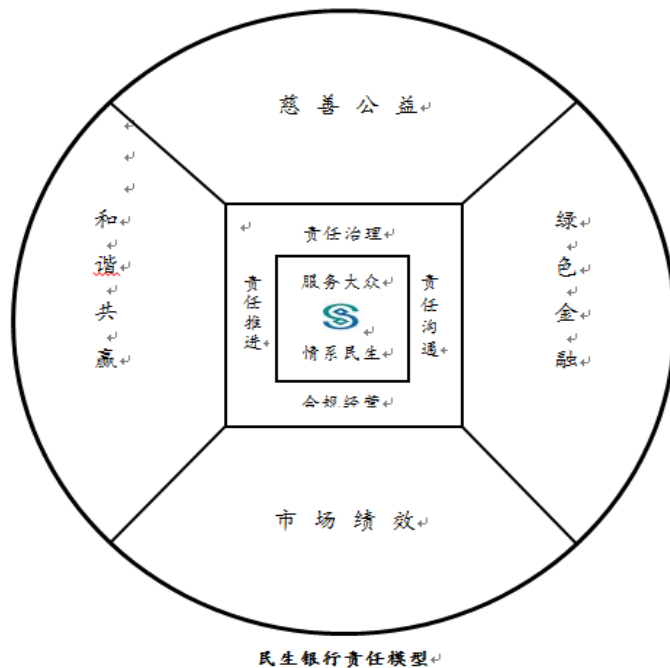 慈善公益
和谐共赢
绿色金融
责任治理
责任推进
服务大众
情系民生
责任沟通
合规经营
市场绩效
民生银行责任模型